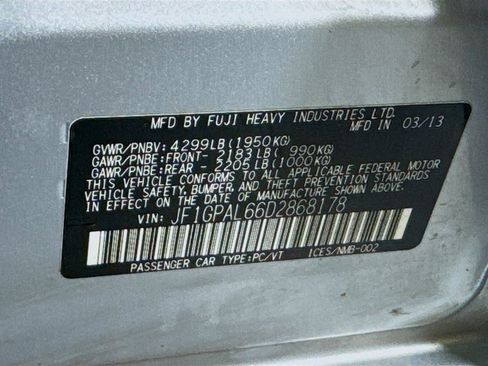 MFD BY FUJI HEAVY INDUSTRIES LTD.
MFD IN 03/13
GVWR/PNBV: 4299LB(1950KG)
GAWR/PNBE:FRONT- 2183LB( 990KG)
GAWR/PNBE:REAR - 2205LB(1000KG)
THIS VEHICLE CONFORMS TO ALL APPLICABLE FEDERAL MOTOR
VEHICLE SAFETY, BUMPER, AND THEFT PREVENTION STANDARDS
IN EFFECT ON THE DATE OF MANUFACTURE SHOWN ABOVE.
VIN: JF1GPAL66D2868178
PASSENGER CAR TYPE:PC/VT ICES/NMB-002